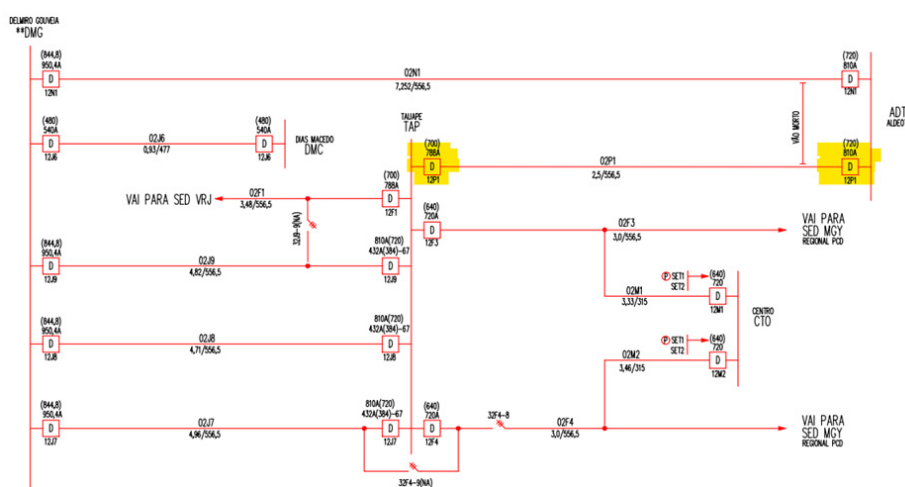 DELMIRO GOUVEIA
**DMG
(844,8)
950,4A
D
12N1
02N1
7,252/556,5
(720)
810A
D
12N1
ADT
ALDEOT
VÃO MORTO
(480)
540A
D
12J6
02J6
0,93/477
(480)
540A
D
12J6
DIAS MACEDO
DMC
TAUAPE
TAP
(700)
788A
D
12P1
02P1
2,5/556,5
(720)
810A
D
12P1
VAI PARA SED VRJ
02F1
3,48/556,5
(700)
788A
D
12F1
32J9-9(NA)
(640)
720A
D
12F3
02F3
3,0/556,5
VAI PARA
SED MGY
REGIONAL PCD
(844,8)
950,4A
D
12J9
02J9
4,82/556,5
810A(720)
432A(384)-67
D
12J9
P SET1
SET2
(640)
720
D
12M1
02M1
3,33/315
CENTRO
CTO
(844,8)
950,4A
D
12J8
02J8
4,71/556,5
810A(720)
432A(384)-67
D
12J8
P SET1
SET2
(640)
720
D
12M2
02M2
3,46/315
(844,8)
950,4A
D
12J7
02J7
4,96/556,5
810A(720)
432A(384)-67
D
12J7
(640)
720A
D
12F4
32F4-8
02F4
3,0/556,5
VAI PARA
SED MGY
REGIONAL PCD
32F4-9(NA)